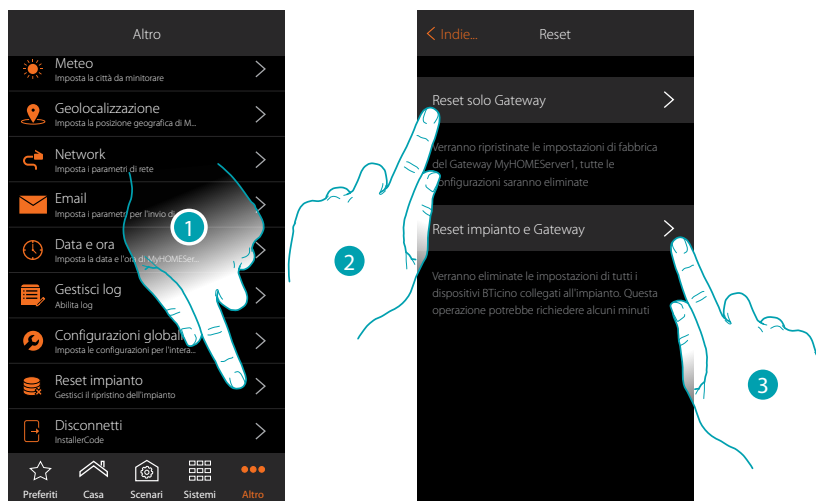 Altro
Meteo
Imposta la città da minitorare
Geolocalizzazione
Imposta la posizione geografica di M...
Network
Imposta i parametri di rete
Email
Imposta i parametri per l'invio di
1
Data e ora
Imposta la data e l'ora di MyHOMESer...
Gestisci log
Abilita log
Configurazioni globali
Imposta le configurazioni per l'intera...
Reset impianto
Gestisci il ripristino dell'impianto
Disconnetti
InstallerCode
Preferiti Casa Scenari Sistemi Altro
Indie... Reset
Reset solo Gateway
Verranno ripristinate le impostazioni di fabbrica
del Gateway MyHOMEServer1, tutte le
configurazioni saranno eliminate
2
Reset impianto e Gateway
Verranno eliminate le impostazioni di tutti i
dispositivi BTicino collegati all'impianto. Questa
operazione potrebbe richiedere alcuni minuti
3